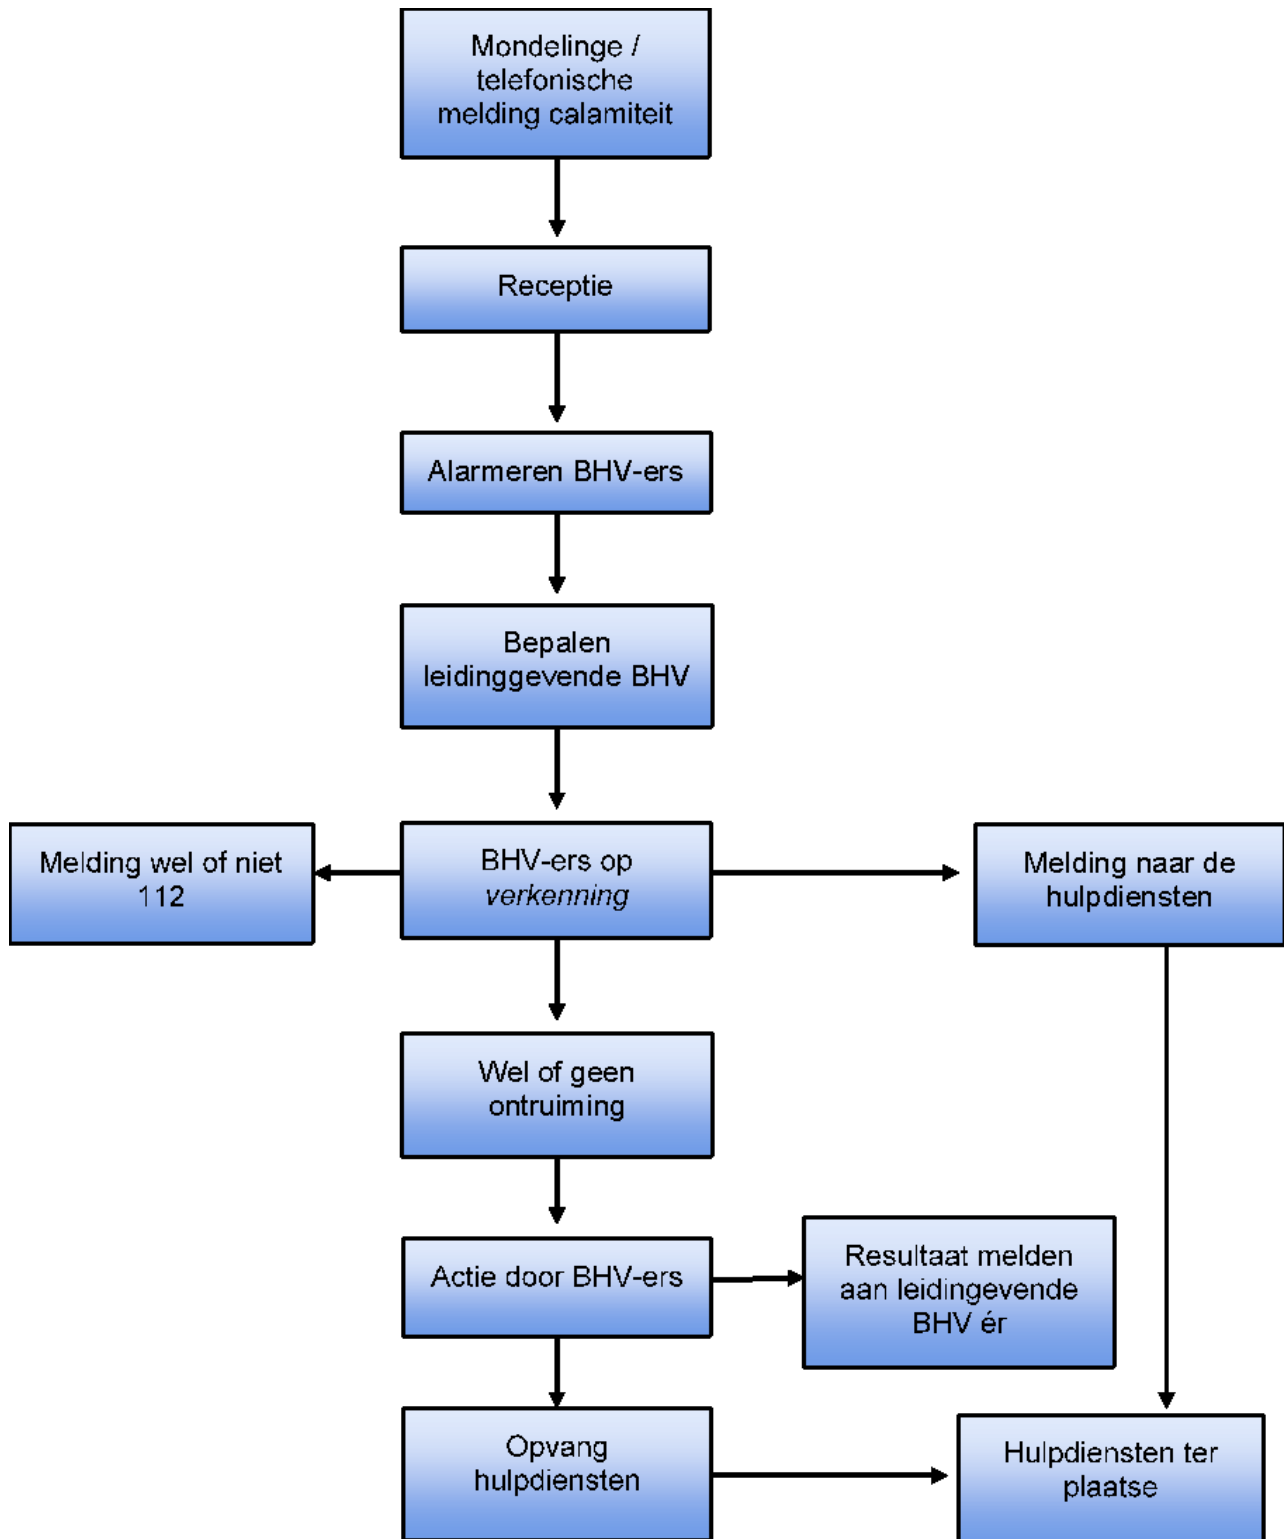 Mondelinge /
telefonische
melding calamiteit
Receptie
Alarmeren BHV-ers
Bepalen
leidinggevende BHV
Melding wel of niet
112
BHV-ers op
verkenning
Melding naar de
hulpdiensten
Wel of geen
ontruiming
Actie door BHV-ers
Resultaat melden
aan leidingevende
BHV ér
Opvang
hulpdiensten
Hulpdiensten ter
plaatse